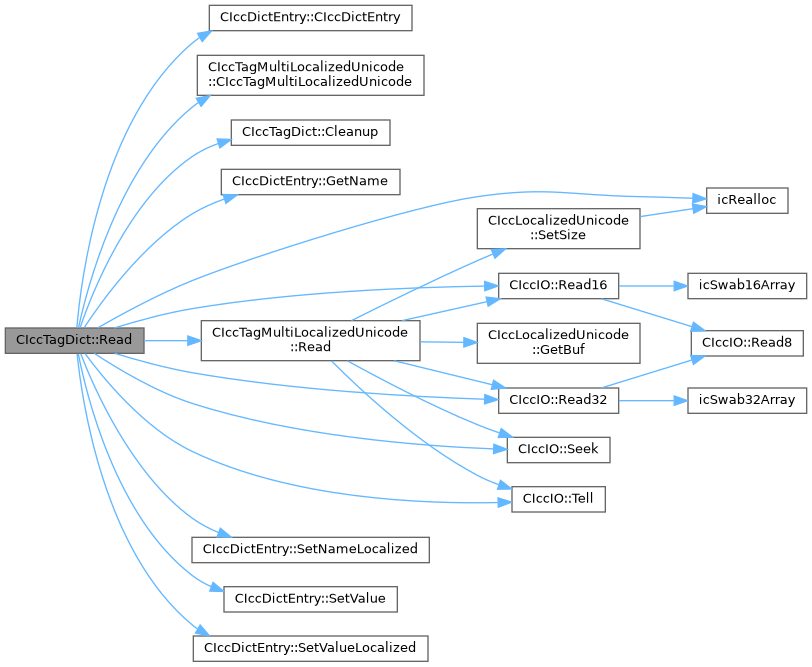 CIccDictEntry::CIccDictEntry
CIccTagMultiLocalizedUnicode
::CIccTagMultiLocalizedUnicode
CIccTagDict::Cleanup
CIccDictEntry::GetName
icRealloc
CIccLocalizedUnicode
::SetSize
CIccIO::Read16
icSwab16Array
CIccTagDict::Read
CIccTagMultiLocalizedUnicode
::Read
CIccLocalizedUnicode
::GetBuf
CIccIO::Read8
CIccIO::Read32
icSwab32Array
CIccIO::Seek
CIccIO::Tell
CIccDictEntry::SetNameLocalized
CIccDictEntry::SetValue
CIccDictEntry::SetValueLocalized